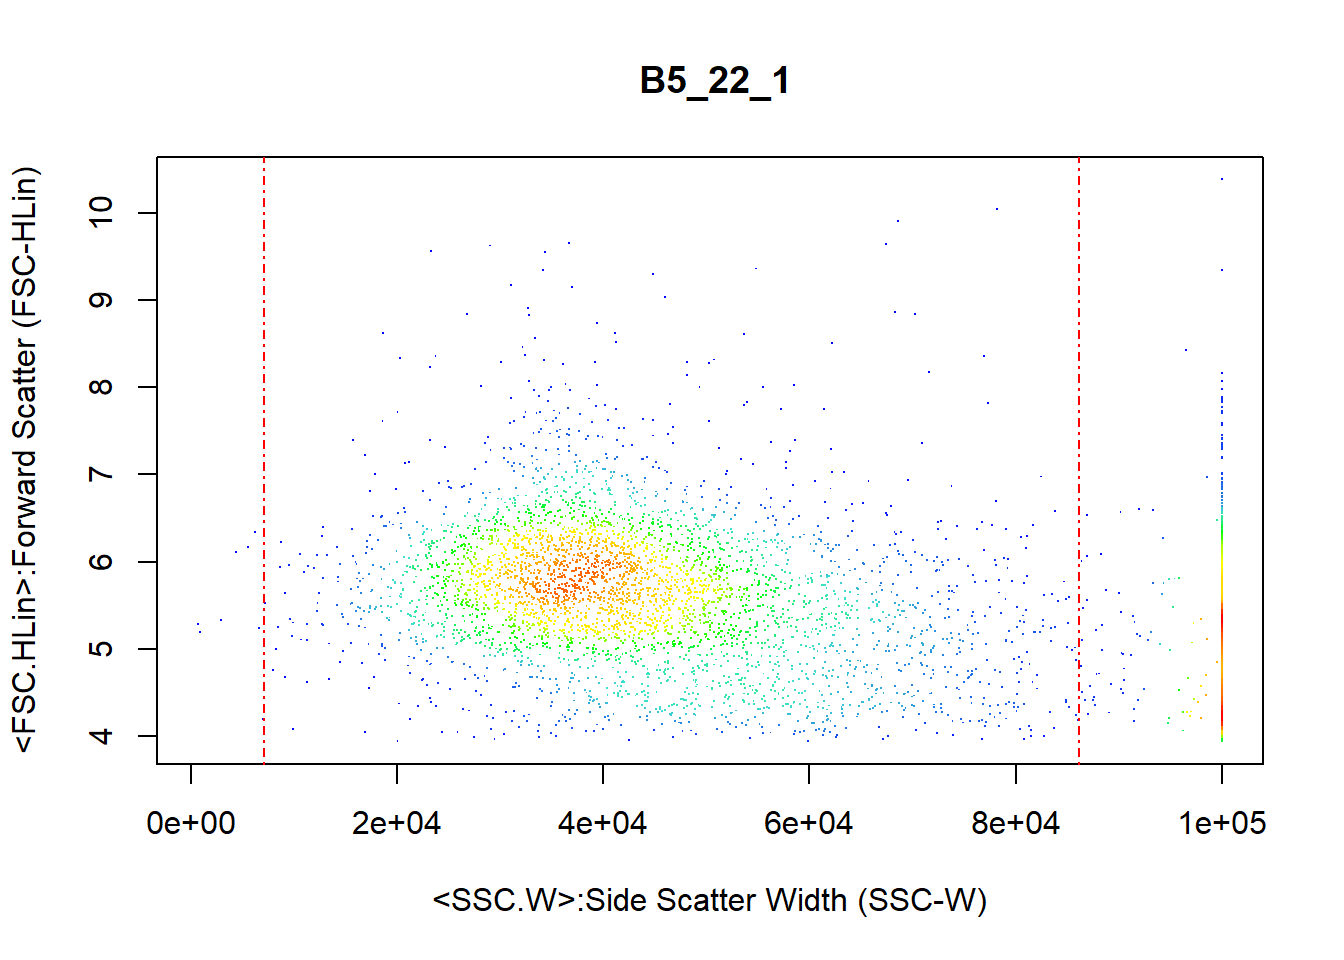 B5_22_1
<FSC.HLin>:Forward Scatter (FSC-HLin)
10
9
8
7
6
5
4
0e+00 2e+04 4e+04 6e+04 8e+04 1e+05
<SSC.W>:Side Scatter Width (SSC-W)